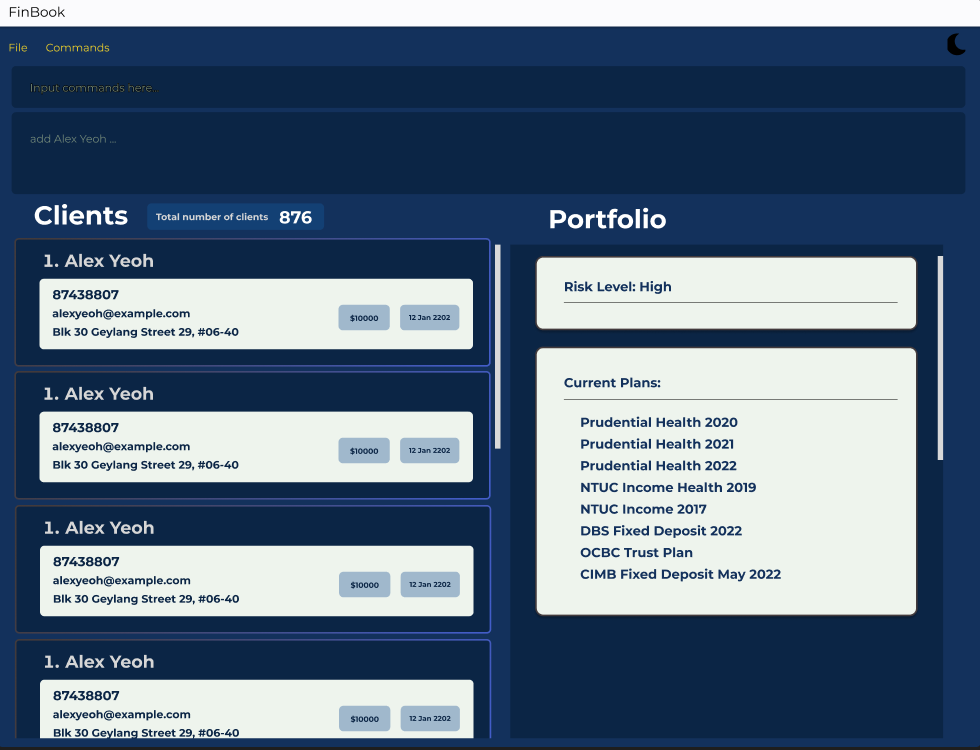 FinBook
File Commands
Input commands here...
add Alex Yeoh ...
Clients
Total number of clients 876
1. Alex Yeoh
87438807
alexyeoh@example.com
Blk 30 Geylang Street 29, #06-40
$10000
12 Jan 2202
1. Alex Yeoh
87438807
alexyeoh@example.com
Blk 30 Geylang Street 29, #06-40
$10000
12 Jan 2202
1. Alex Yeoh
87438807
alexyeoh@example.com
Blk 30 Geylang Street 29, #06-40
$10000
12 Jan 2202
1. Alex Yeoh
87438807
alexyeoh@example.com
Blk 30 Geylang Street 29, #06-40
$10000
12 Jan 2202
Portfolio
Risk Level: High
Current Plans:
Prudential Health 2020
Prudential Health 2021
Prudential Health 2022
NTUC Income Health 2019
NTUC Income 2017
DBS Fixed Deposit 2022
OCBC Trust Plan
CIMB Fixed Deposit May 2022